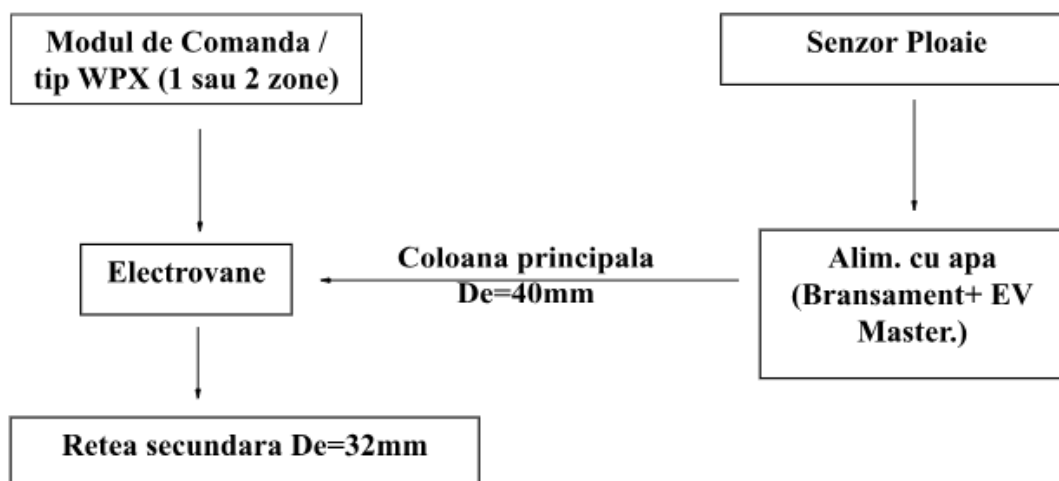 Modul de Comanda /
tip WPX (1 sau 2 zone)
Senzor Ploaie
Electrovane
Coloana principala
De=40mm
Alim. cu apa
(Bransament+ EV
Master.)
Retea secundara De=32mm